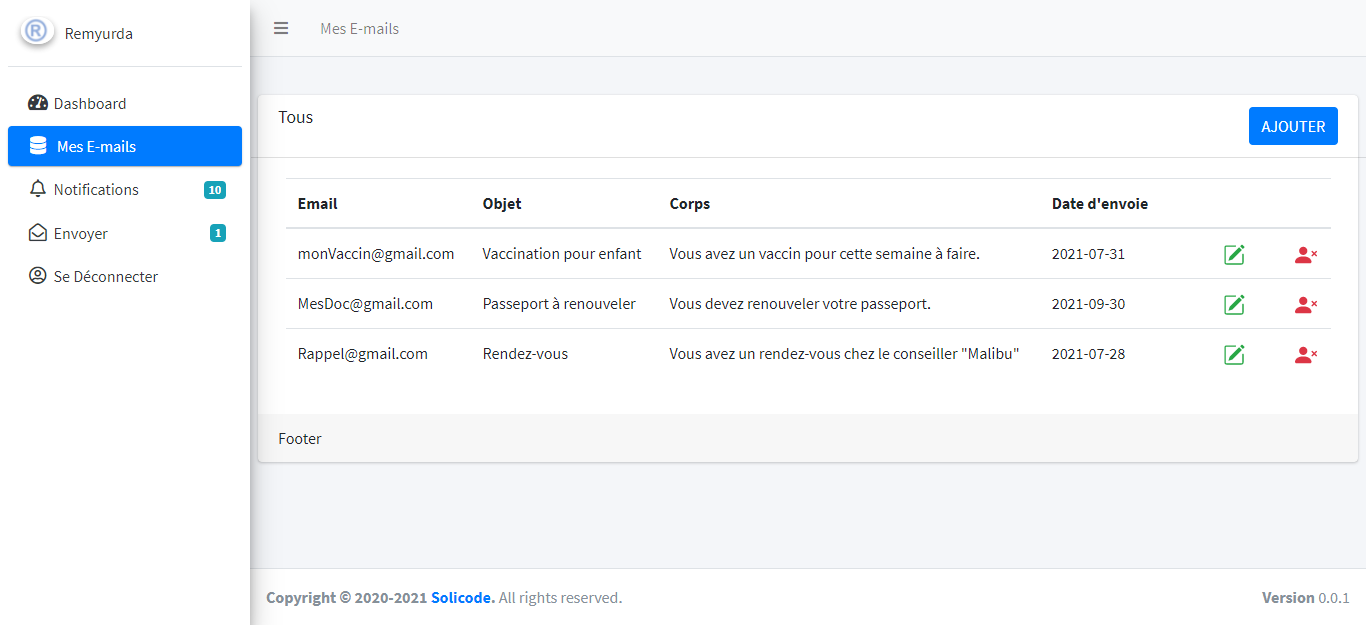 ® Remyurda
Mes E-mails
Dashboard
Mes E-mails
Notifications 10
Envoyer 1
Se Déconnecter
Tous
AJOUTER
Email Objet Corps Date d'envoie
monVaccin@gmail.com Vaccination pour enfant Vous avez un vaccin pour cette semaine à faire. 2021-07-31
MesDoc@gmail.com Passeport à renouveler Vous devez renouveler votre passeport. 2021-09-30
Rappel@gmail.com Rendez-vous Vous avez un rendez-vous chez le conseiller "Malibu" 2021-07-28
Footer
Copyright © 2020-2021 Solicode. All rights reserved.
Version 0.0.1